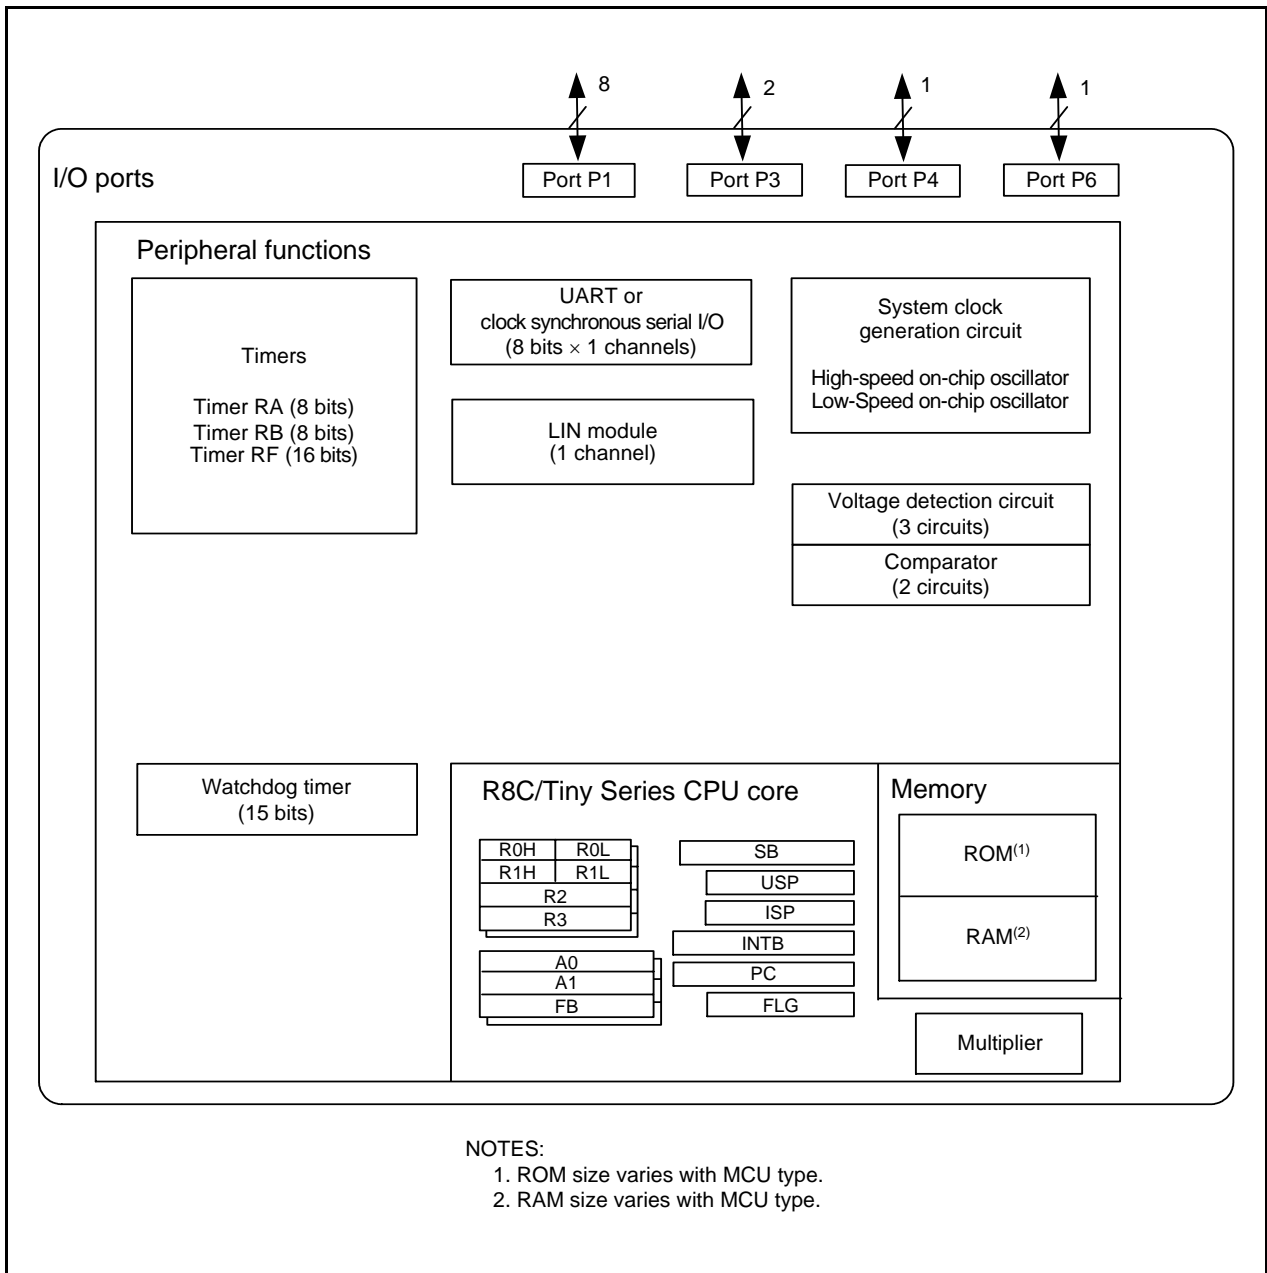 8
2
1
1
I/O ports
Port P1
Port P3
Port P4
Port P6
Peripheral functions
Timers
Timer RA (8 bits)
Timer RB (8 bits)
Timer RF (16 bits)
UART or
clock synchronous serial I/O
(8 bits × 1 channels)
LIN module
(1 channel)
System clock
generation circuit
High-speed on-chip oscillator
Low-Speed on-chip oscillator
Voltage detection circuit
(3 circuits)
Comparator
(2 circuits)
Watchdog timer
(15 bits)
R8C/Tiny Series CPU core
R0H
R0L
R1H
R1L
R2
R3
A0
A1
FB
SB
USP
ISP
INTB
PC
FLG
Memory
ROM(1)
RAM(2)
Multiplier
NOTES:
1. ROM size varies with MCU type.
2. RAM size varies with MCU type.